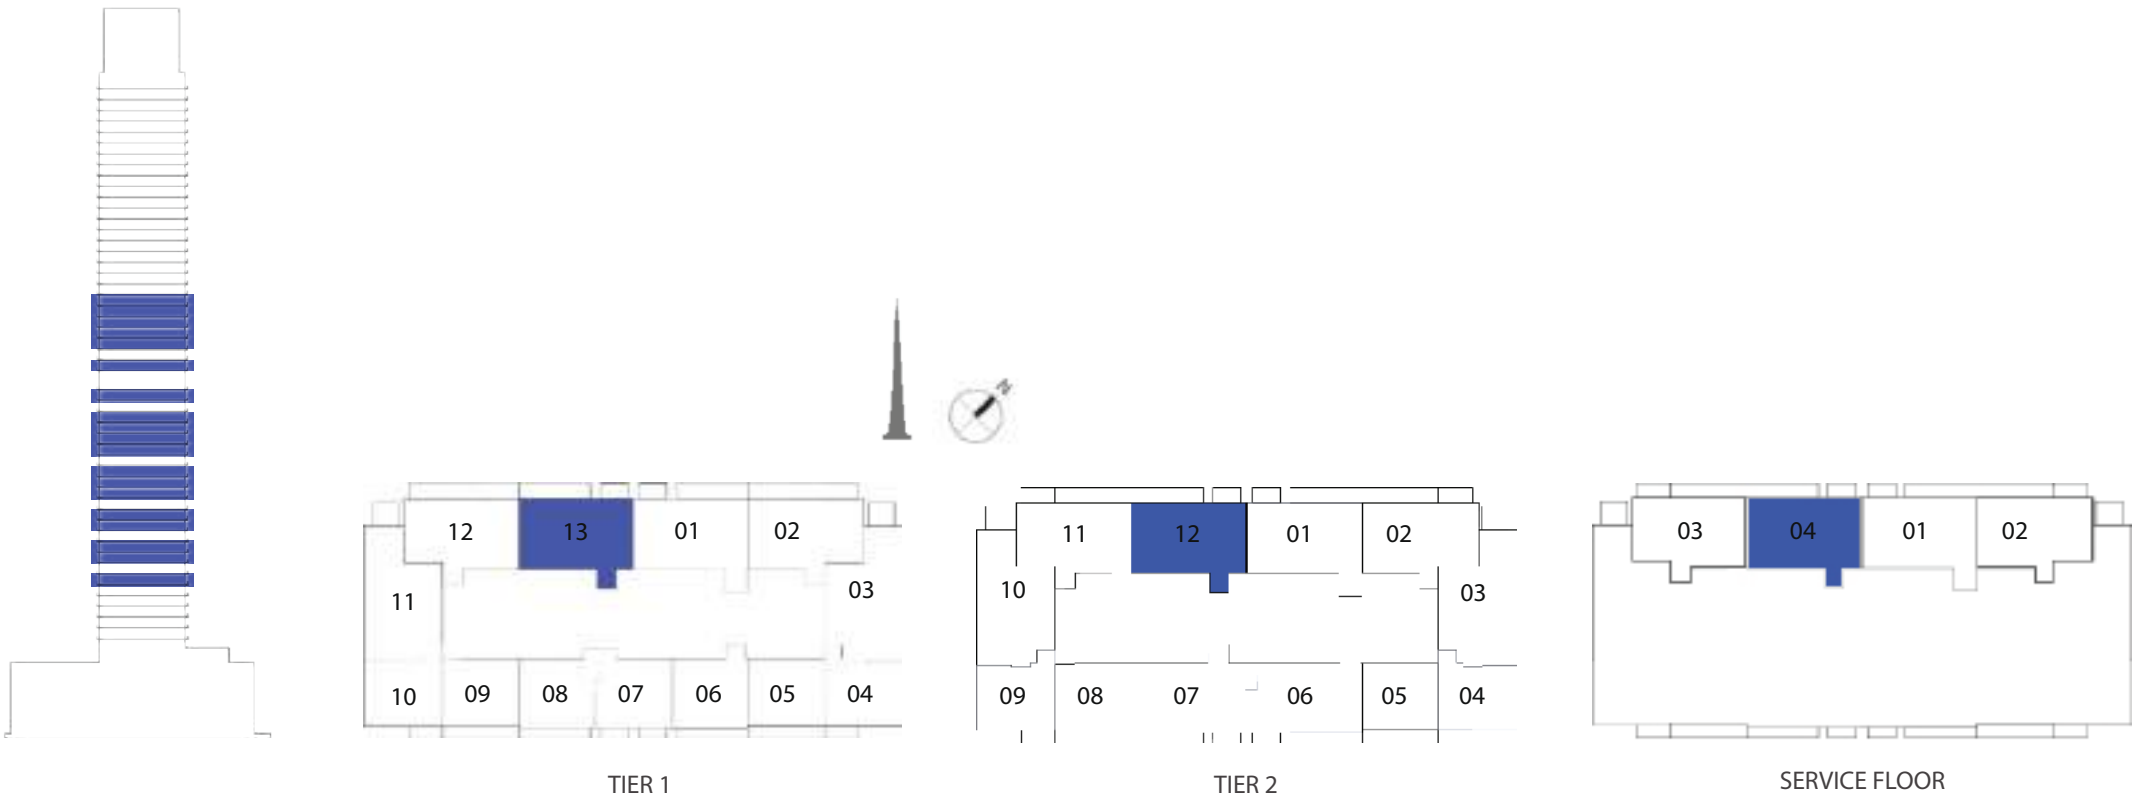 N
12 13 01 02
11 03
10 09 08 07 06 05 04
TIER 1
11 12 01 02
10 03
09 08 07 06 05 04
TIER 2
03 04 01 02
SERVICE FLOOR